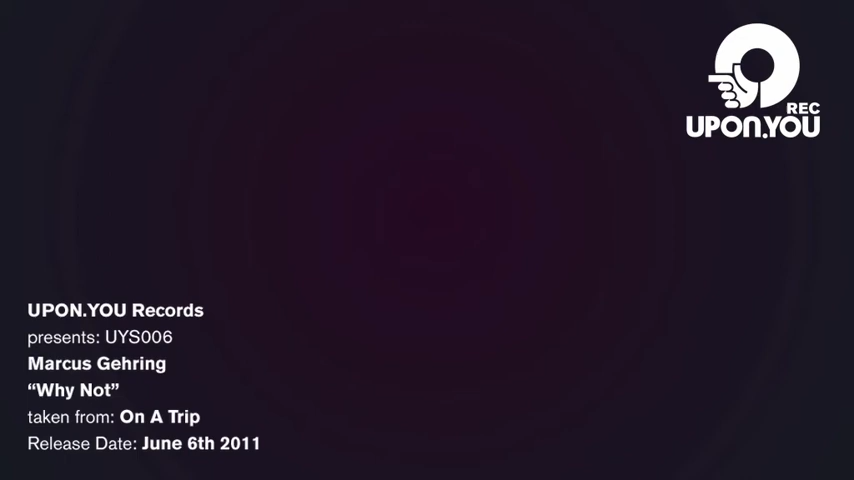 REC
UPON.YOU
UPON.YOU Records
presents: UYS006
Marcus Gehring
“Why Not”
taken from: On A Trip
Release Date: June 6th 2011